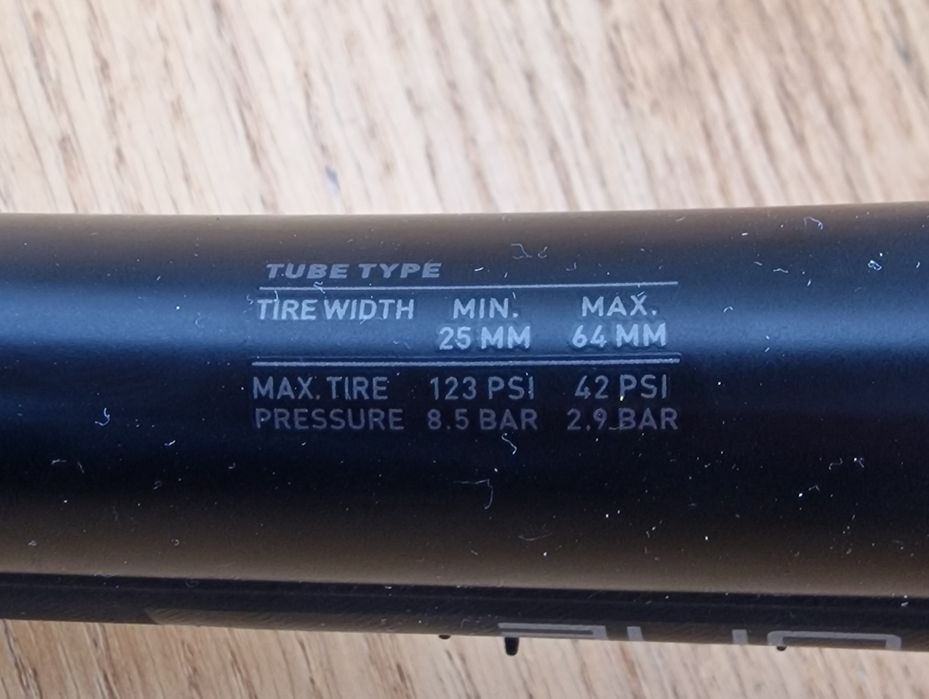 TUBE TYPE
TIRE WIDTH MIN. MAX.
25 MM 64 MM
MAX. TIRE 123 PSI 42 PSI
PRESSURE 8.5 BAR 2.9 BAR